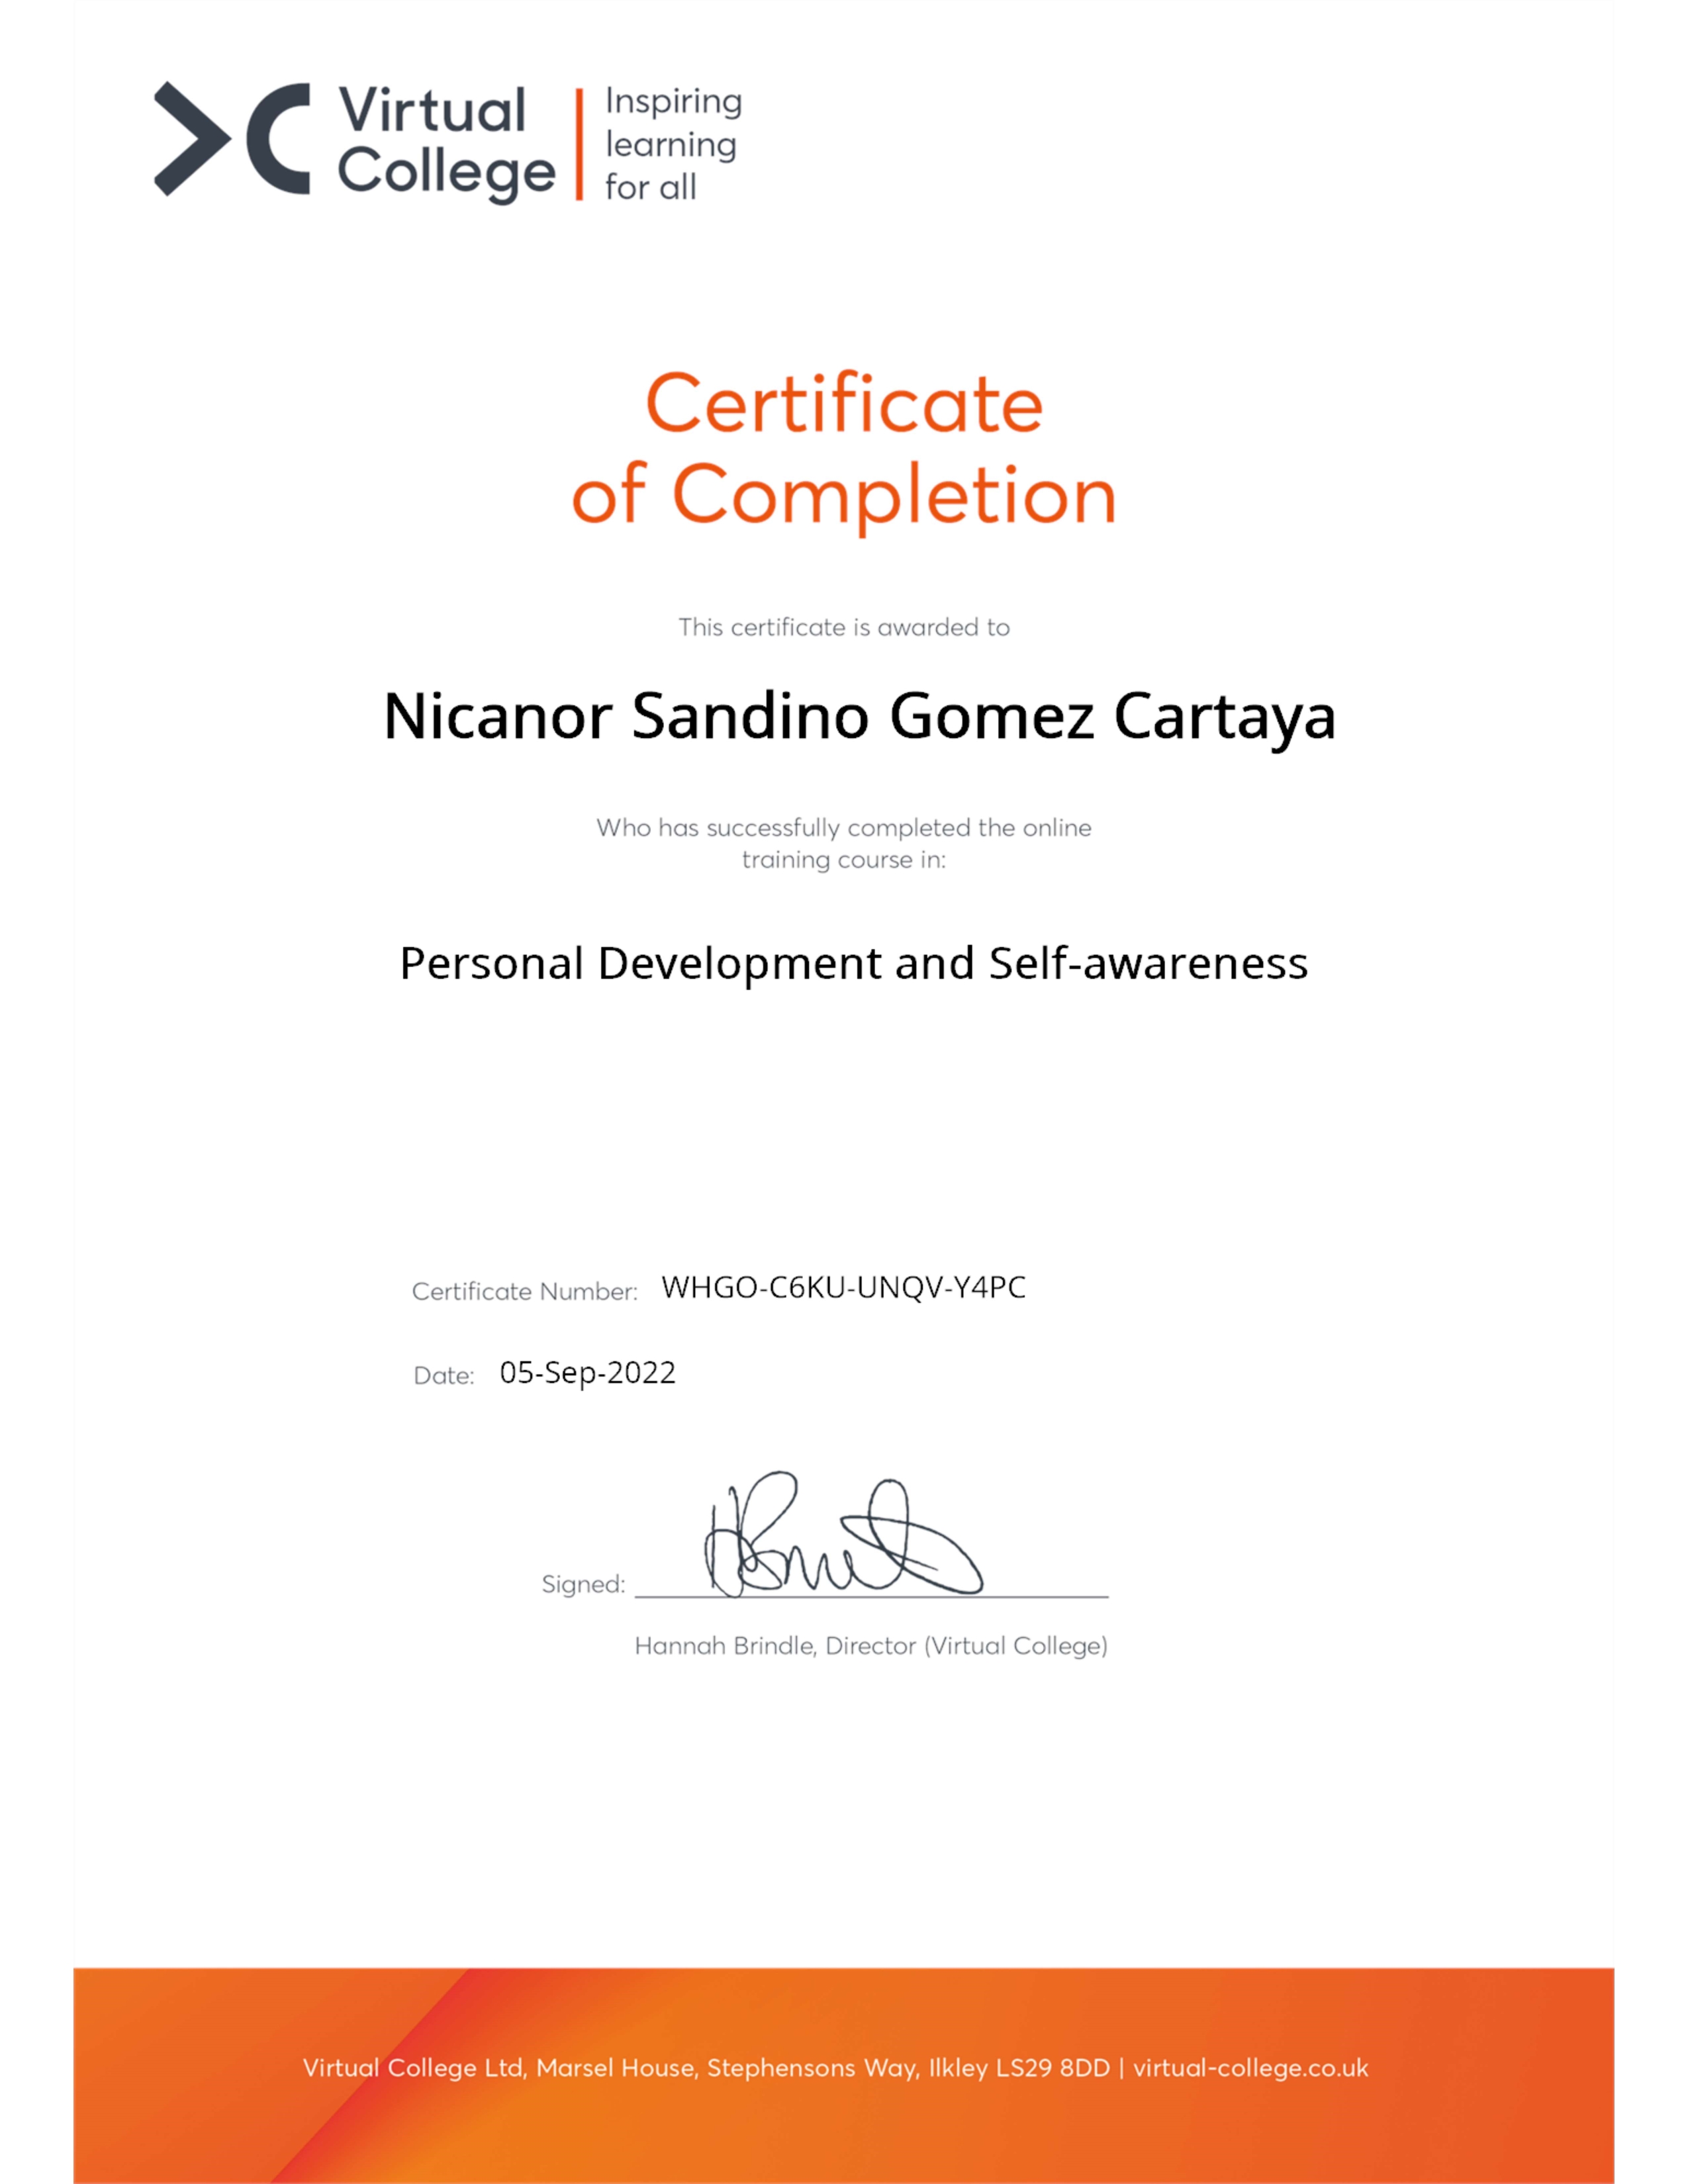 Virtual
College
Inspiring
learning
for all
Certificate
of Completion
This certificate is awarded to
Nicanor Sandino Gomez Cartaya
Who has successfully completed the online
training course in:
Personal Development and Self-awareness
Certificate Number: WHGO-C6KU-UNQV-Y4PC
Date: 05-Sep-2022
Signed:
Hannah Brindle, Director (Virtual College)
Virtual College Ltd, Marsel House, Stephensons Way, Ilkley LS29 8DD | virtual-college.co.uk